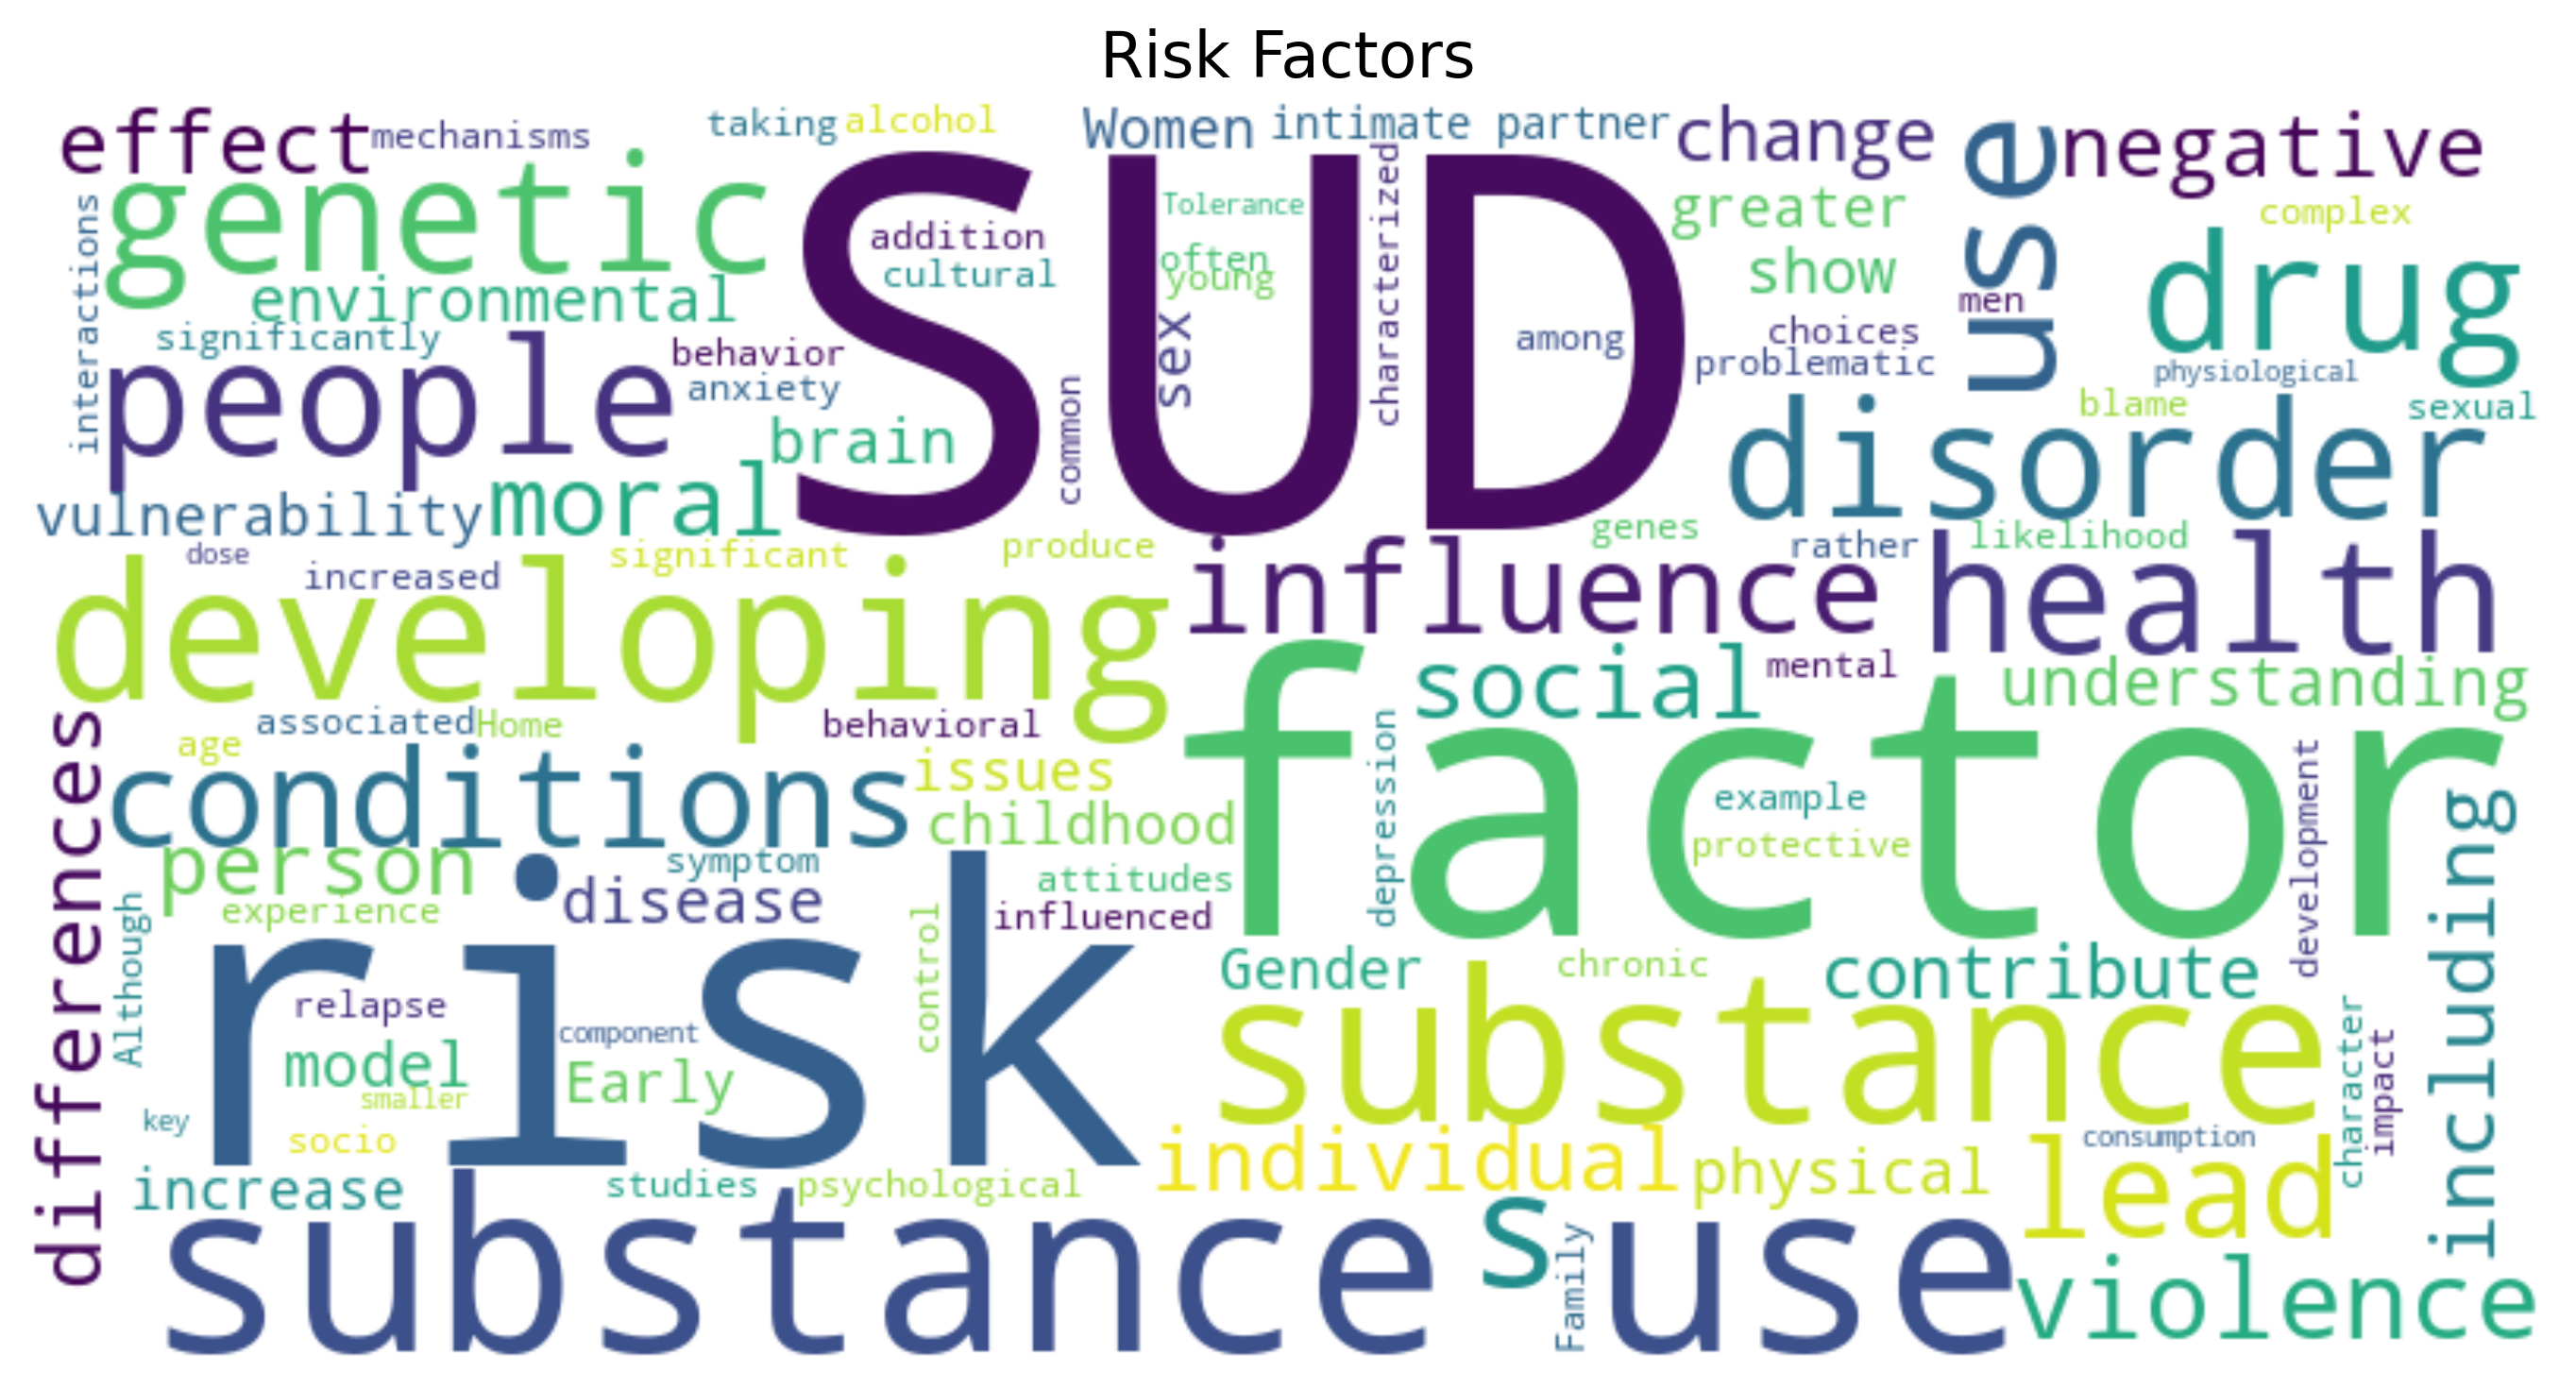 Risk Factors
effect
mechanisms
taking
alcohol
Women
intimate partner
change
use
negative
genetic
SUD
Tolerance
characterized
greater
complex
interactions
environmental
addition
cultural
often
young
show
men
drug
significantly
behavior
sex
among
choices
problematic
physiological
people
anxiety
common
blame
sexual
brain
disorder
vulnerability
moral
dose
increased
significant
produce
genes
rather
likelihood
developing
influence
health
social
mental
understanding
differences
associated
Home
behavioral
factor
depression
age
conditions
issues
childhood
example
protective
development
including
person
disease
symptom
attitudes
influenced
experience
Although
risk
control
Gender
chronic
contribute
relapse
component
model
Early
smaller
substance
character
impact
key
socio
individual
physical
consumption
lead
increase
studies
psychological
substance use
s
Family
violence